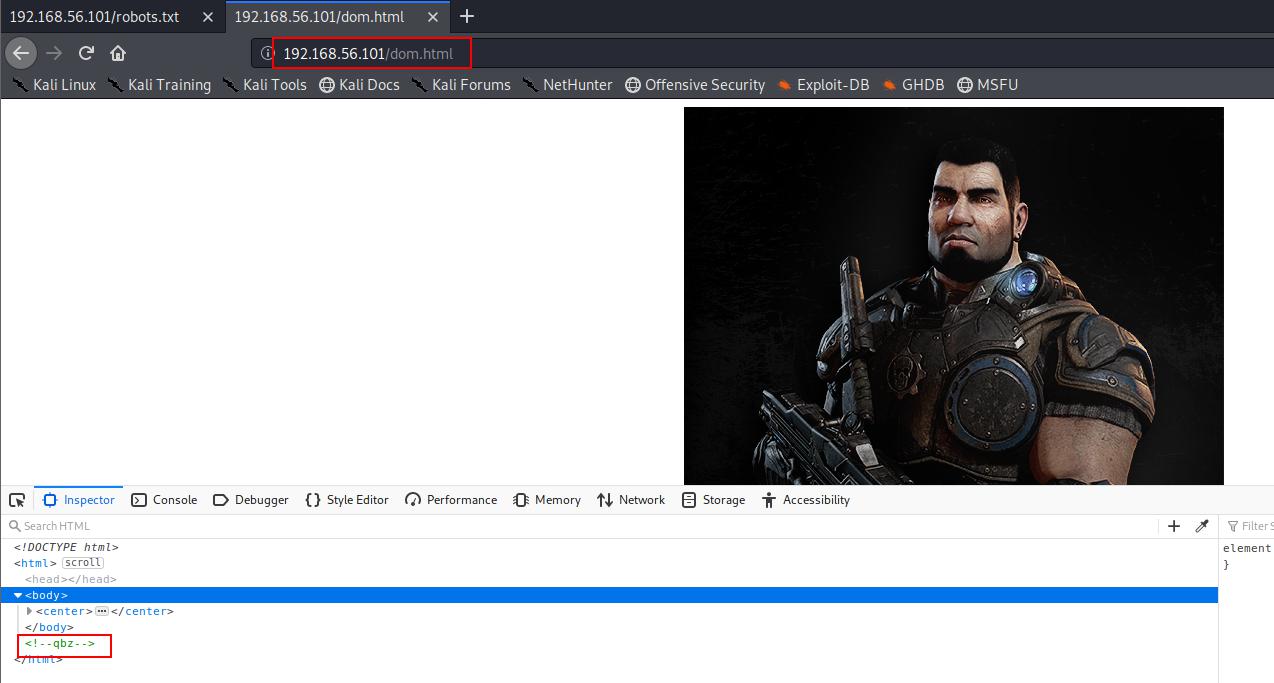 192.168.56.101/robots.txt 192.168.56.101/dom.html
192.168.56.101/dom.html
Kali Linux Kali Training Kali Tools Kali Docs Kali Forums NetHunter Offensive Security Exploit-DB GHDB MSFU
Inspector Console Debugger Style Editor Performance Memory Network Storage Accessibility
Search HTML Filter S
<!DOCTYPE html> element
<html> scroll }
<head></head>
<body>
<center> </center>
</body>
<!--qbz-->
</html>